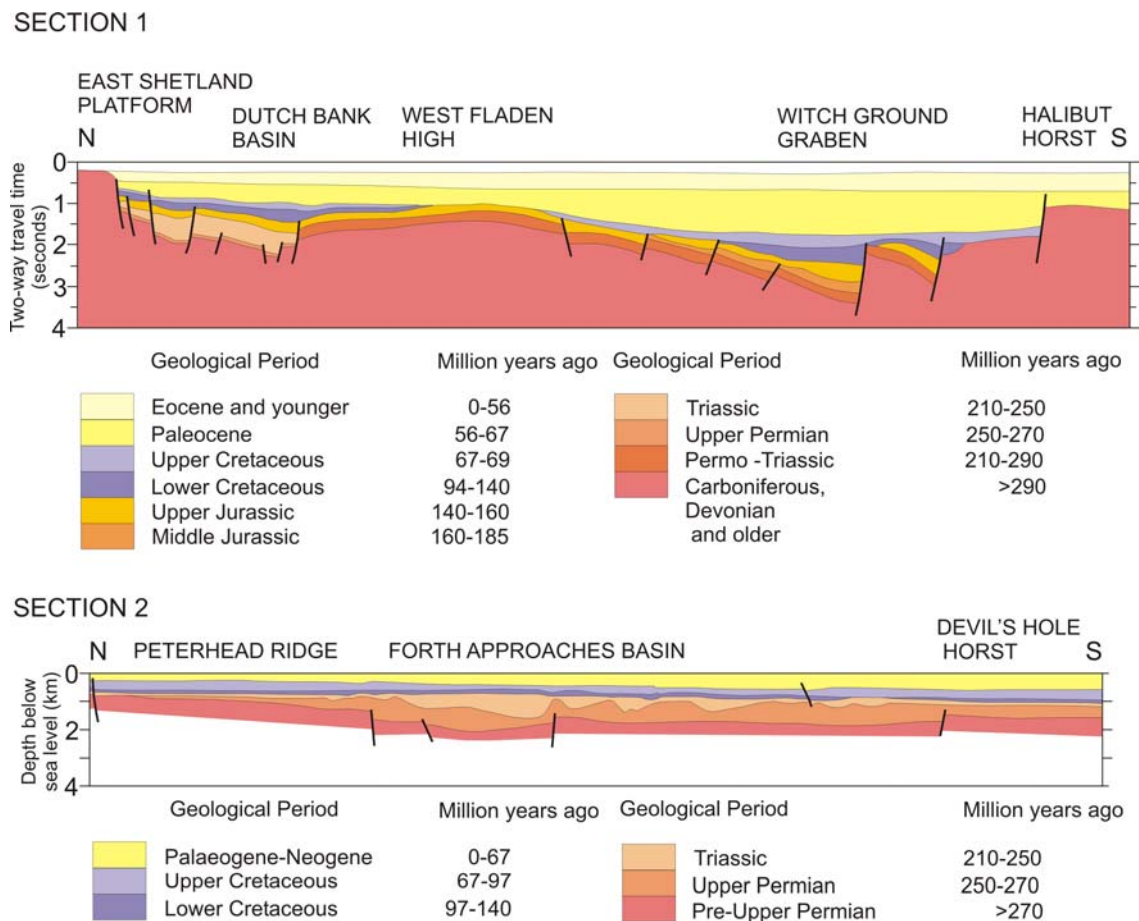 SECTION 1
EAST SHETLAND
PLATFORM
DUTCH BANK
BASIN
WEST FLADEN
HIGH
WITCH GROUND
GRABEN
HALIBUT
HORST
N
S
Two-way travel time
(seconds)
0
1
2
3
4
Geological Period Million years ago
Eocene and younger 0-56
Paleocene 56-67
Upper Cretaceous 67-69
Lower Cretaceous 94-140
Upper Jurassic 140-160
Middle Jurassic 160-185
Geological Period Million years ago
Triassic 210-250
Upper Permian 250-270
Permo -Triassic 210-290
Carboniferous, >290
Devonian
and older
SECTION 2
N PETERHEAD RIDGE FORTH APPROACHES BASIN
DEVIL'S HOLE
HORST S
Depth below
sea level (km)
0
2
4
Geological Period Million years ago
Palaeogene-Neogene 0-67
Upper Cretaceous 67-97
Lower Cretaceous 97-140
Geological Period Million years ago
Triassic 210-250
Upper Permian 250-270
Pre-Upper Permian >270